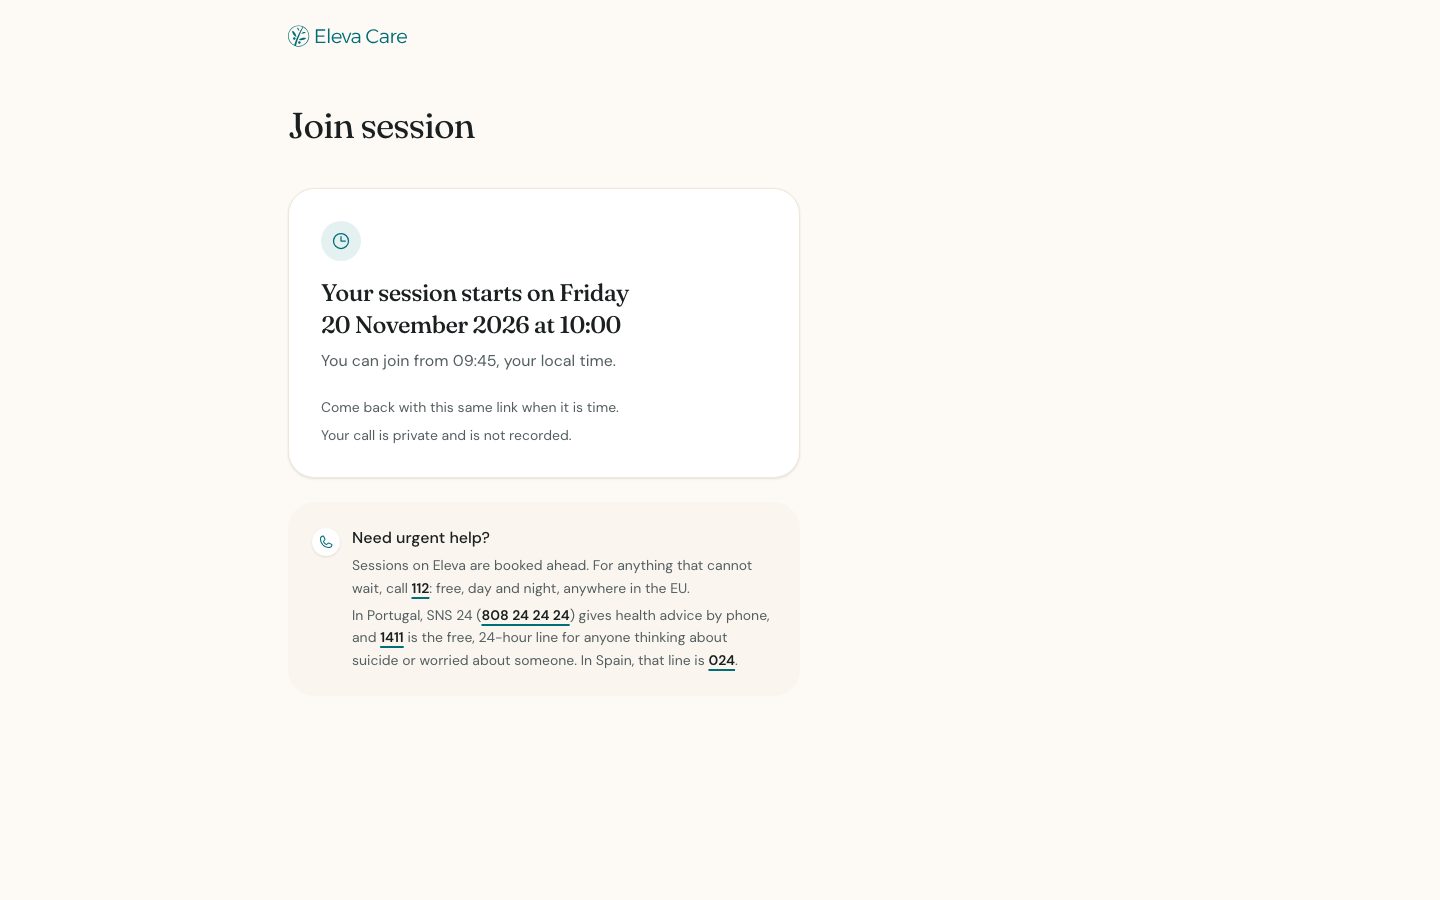 Eleva Care
Join session
Your session starts on Friday
20 November 2026 at 10:00
You can join from 09:45, your local time.
Come back with this same link when it is time.
Your call is private and is not recorded.
Need urgent help?
Sessions on Eleva are booked ahead. For anything that cannot
wait, call 112: free, day and night, anywhere in the EU.
In Portugal, SNS 24 (808 24 24 24) gives health advice by phone,
and 1411 is the free, 24-hour line for anyone thinking about
suicide or worried about someone. In Spain, that line is 024.